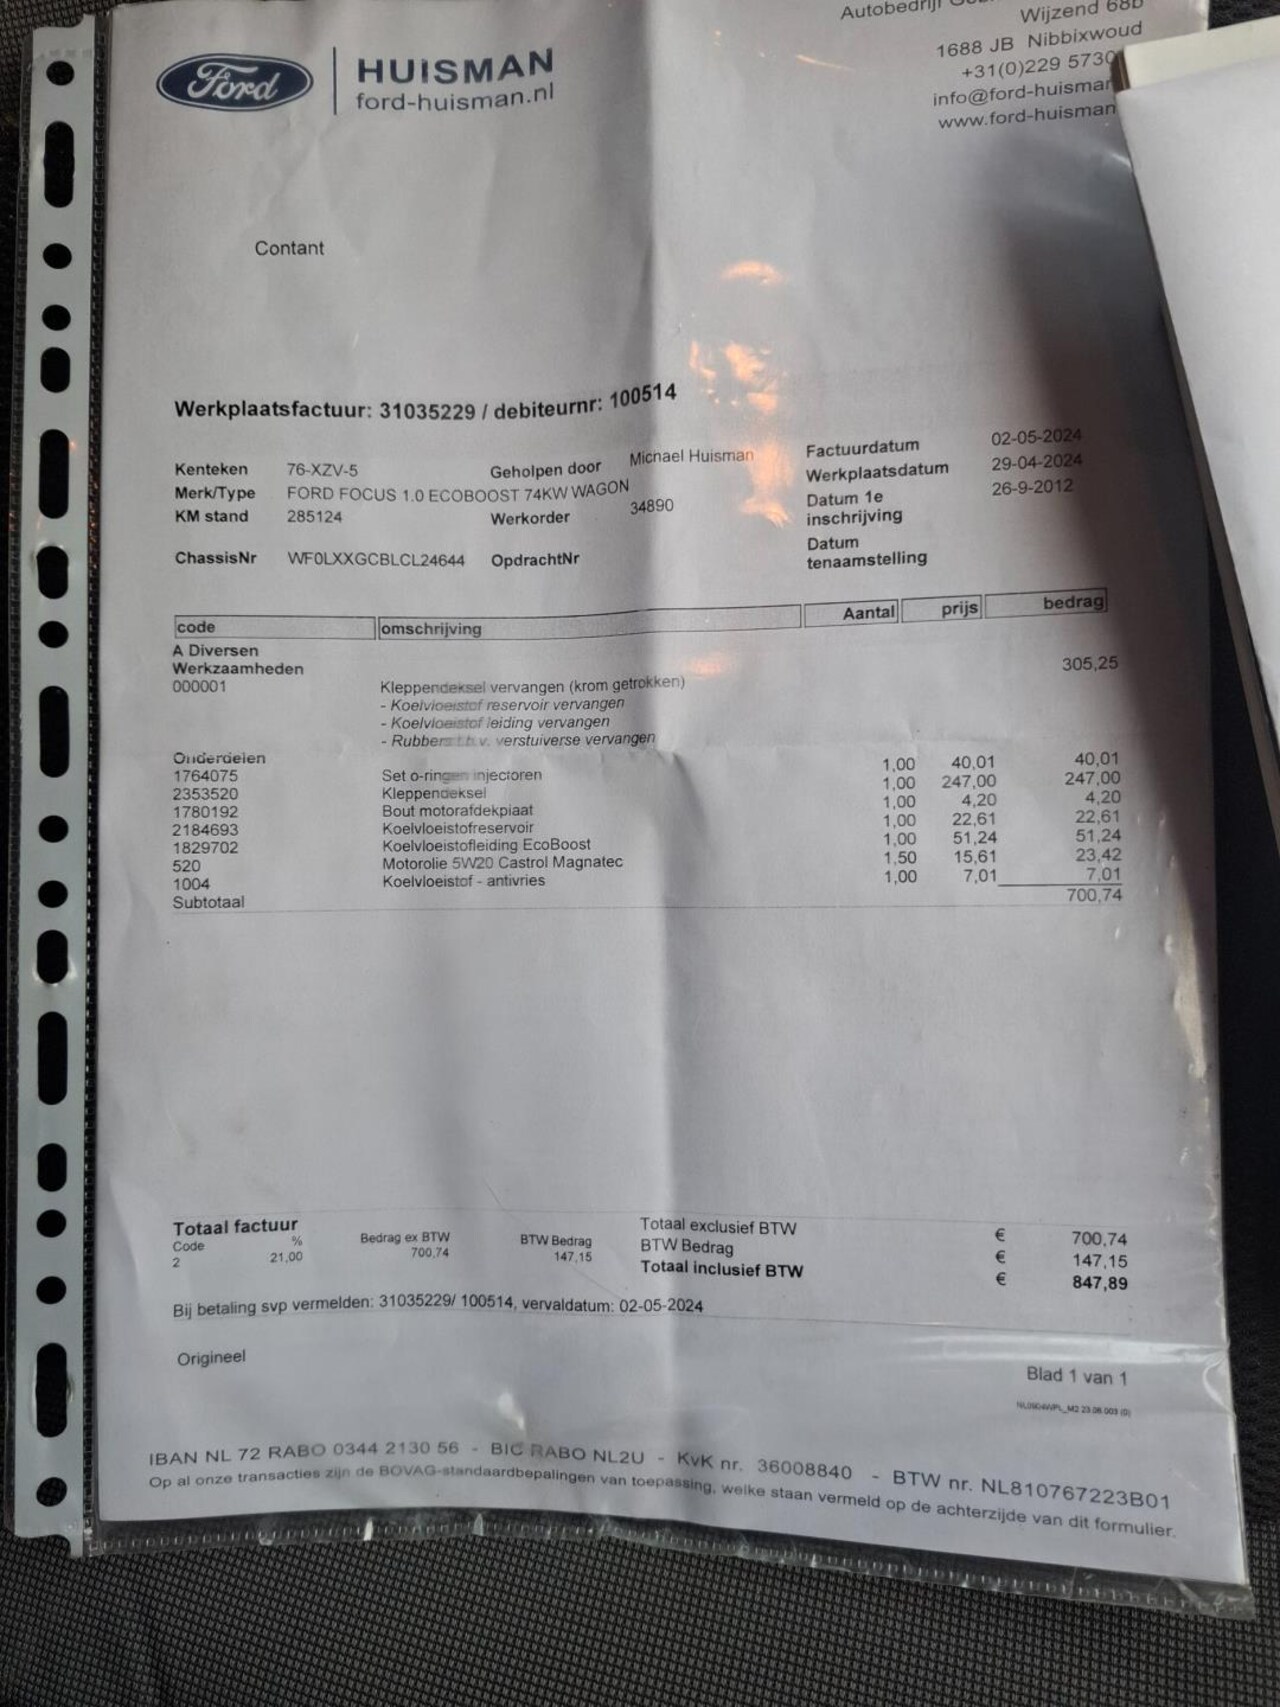 Ford
HUISMAN
ford-huisman.nl
Autobedrijf
Wijzend 68b
1688 JB Nibbixwoud
+31(0)229 5730
info@ford-huisman
www.ford-huisman
Contant
Werkplaatsfactuur: 31035229 / debiteurnr: 100514
Kenteken 76-XZV-5 Geholpen door Michael Huisman Factuurdatum 02-05-2024
Merk/Type FORD FOCUS 1.0 ECOBOOST 74KW WAGON Werkplaatsdatum 29-04-2024
KM stand 285124 Werkorder 34890 Datum 1e inschrijving 26-9-2012
ChassisNr WF0LXXGCBLCL24644 OpdrachtNr Datum tenaamstelling
code omschrijving Aantal prijs bedrag
A Diversen
Werkzaamheden 305,25
000001 Kleppendeksel vervangen (krom getrokken)
- Koelvloeistof reservoir vervangen
- Koelvloeistof leiding vervangen
- Rubbers t.b.v. verstuiverse vervangen
Onderdelen
1764075 Set o-ringen injectoren 1,00 40,01 40,01
2353520 Kleppendeksel 1,00 247,00 247,00
1780192 Bout motorafdekplaat 1,00 4,20 4,20
2184693 Koelvloeistofreservoir 1,00 22,61 22,61
1829702 Koelvloeistofleiding EcoBoost 1,00 51,24 51,24
520 Motorolie 5W20 Castrol Magnatec 1,50 15,61 23,42
1004 Koelvloeistof - antivries 1,00 7,01 7,01
Subtotaal 700,74
Totaal factuur
Code % Bedrag ex BTW BTW Bedrag
2 21,00 700,74 147,15
Totaal exclusief BTW € 700,74
BTW Bedrag € 147,15
Totaal inclusief BTW € 847,89
Bij betaling svp vermelden: 31035229/ 100514, vervaldatum: 02-05-2024
Origineel
Blad 1 van 1
IBAN NL 72 RABO 0344 2130 56 - BIC RABO NL2U - KvK nr. 36008840 - BTW nr. NL810767223B01
Op al onze transacties zijn de BOVAG-standaardbepalingen van toepassing, welke staan vermeld op de achterzijde van dit formulier.